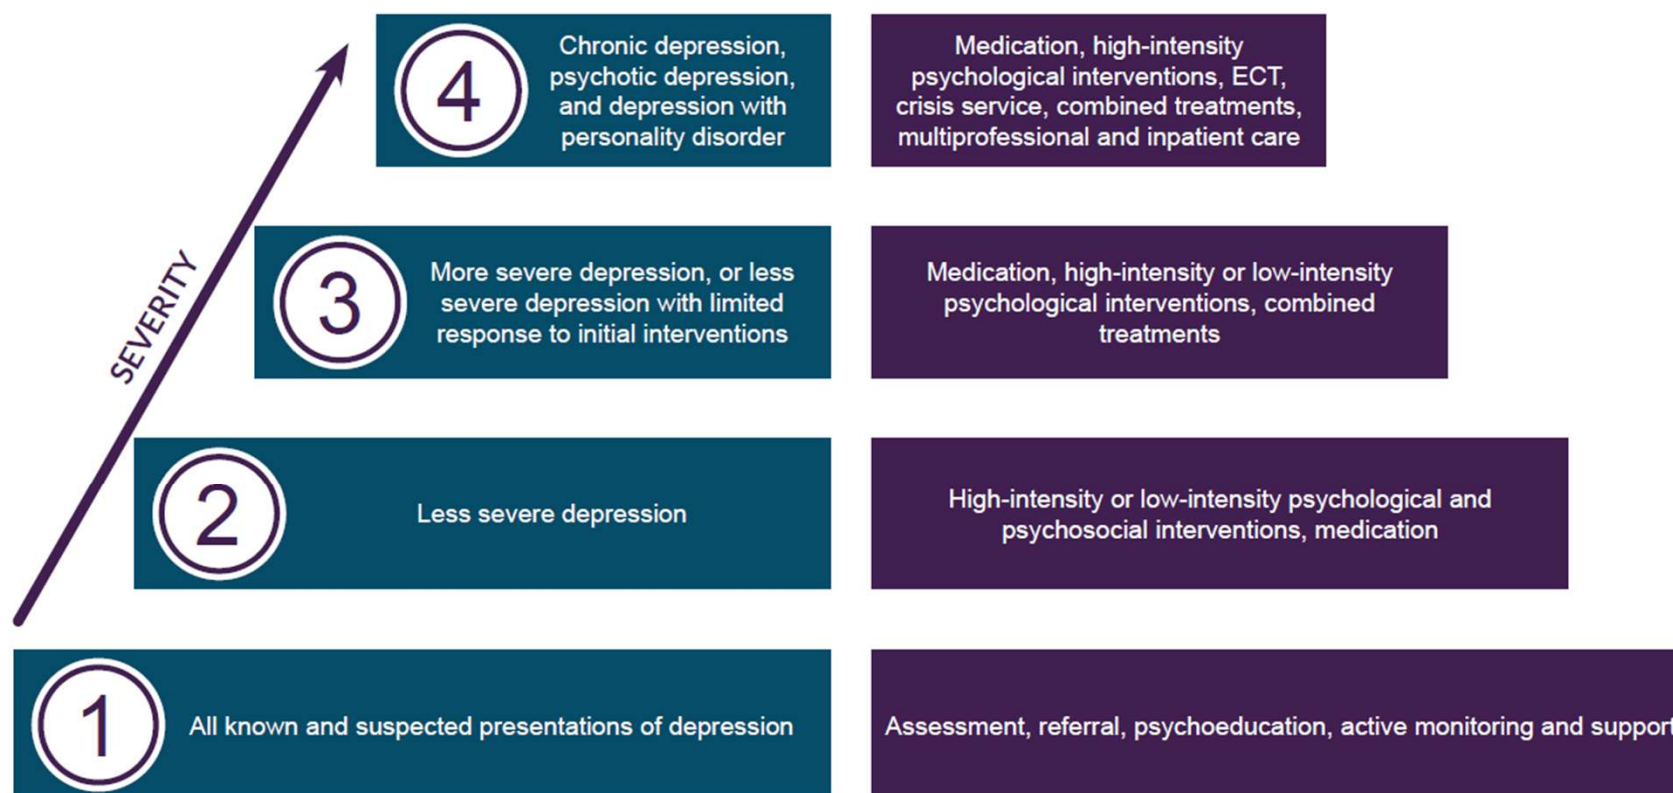 4
Chronic depression,
psychotic depression,
and depression with
personality disorder
Medication, high-intensity
psychological interventions, ECT,
crisis service, combined treatments,
multiprofessional and inpatient care
SEVERITY
3
More severe depression, or less
severe depression with limited
response to initial interventions
Medication, high-intensity or low-intensity
psychological interventions, combined
treatments
2
Less severe depression
High-intensity or low-intensity psychological and
psychosocial interventions, medication
1
All known and suspected presentations of depression
Assessment, referral, psychoeducation, active monitoring and support